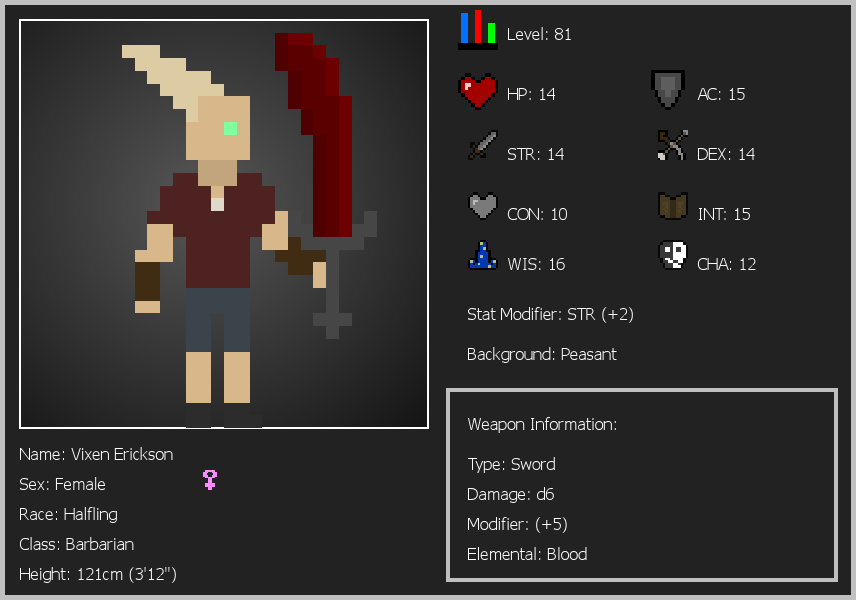 Level: 81
HP: 14
AC: 15
STR: 14
DEX: 14
CON: 10
INT: 15
WIS: 16
CHA: 12
Stat Modifier: STR (+2)
Background: Peasant
Weapon Information:
Type: Sword
Damage: d6
Modifier: (+5)
Elemental: Blood
Name: Vixen Erickson
Sex: Female
Race: Halfling
Class: Barbarian
Height: 121cm (3'12")